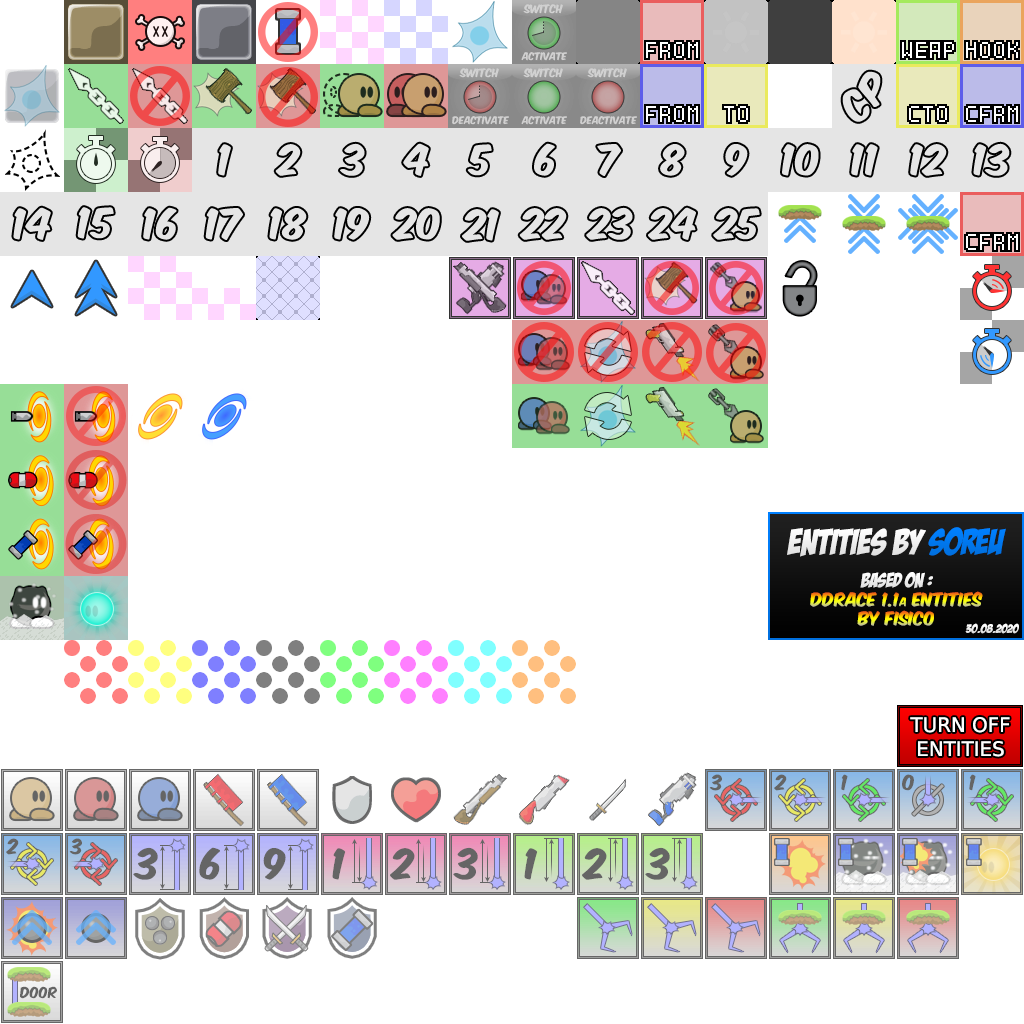 SWITCH
ACTIVATE
FROM
WEAP
HOOK
SWITCH
DEACTIVATE
SWITCH
ACTIVATE
SWITCH
DEACTIVATE
FROM
TO
CP
CTO
CFRM
1 2 3 4 5 6 7 8 9 10 11 12 13
14 15 16 17 18 19 20 21 22 23 24 25
CFRM
ENTITIES BY SOREU
BASED ON :
DDRACE 1.1A ENTITIES
BY FISICO
30.08.2020
TURN OFF
ENTITIES
3 2 1 0 1
2 3 3 6 9 1 2 3 1 2 3
DOOR